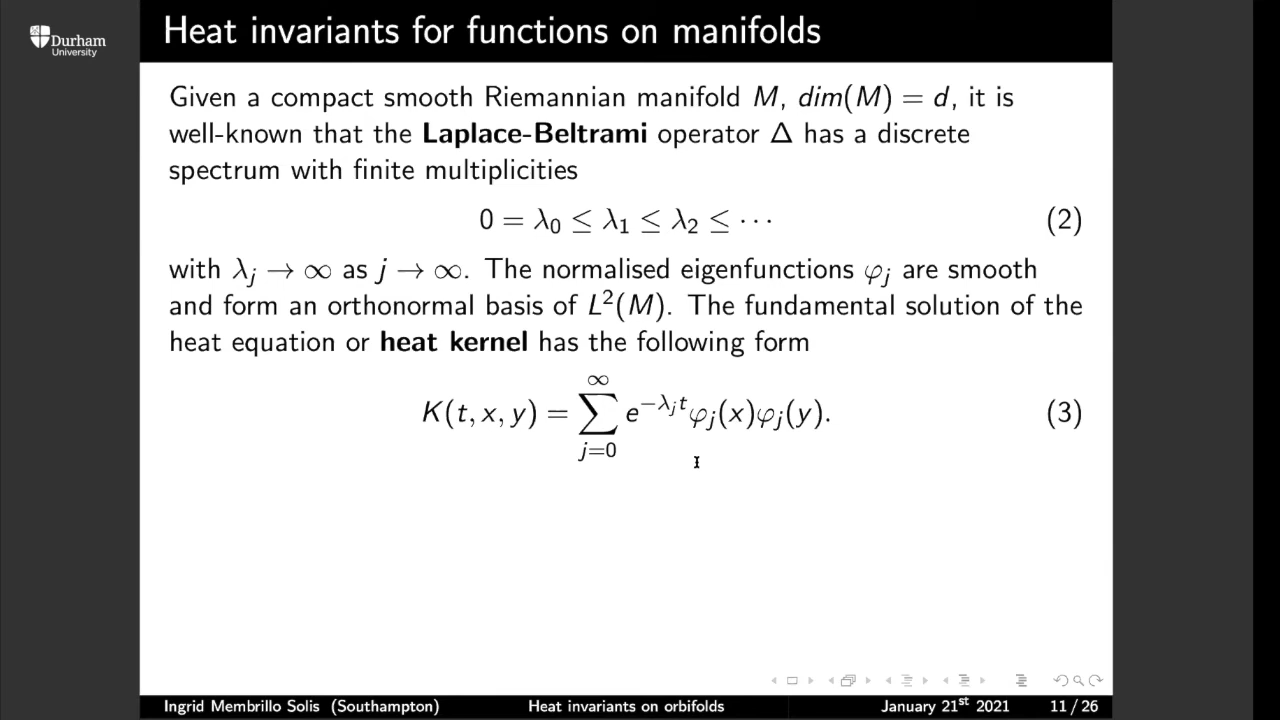 Durham
University
Heat invariants for functions on manifolds
Given a compact smooth Riemannian manifold M, dim(M) = d, it is
well-known that the Laplace-Beltrami operator Δ has a discrete
spectrum with finite multiplicities
0 = λ₀ ≤ λ₁ ≤ λ₂ ≤ ⋯ (2)
with λⱼ → ∞ as j → ∞. The normalised eigenfunctions φⱼ are smooth
and form an orthonormal basis of L²(M). The fundamental solution of the
heat equation or heat kernel has the following form
K(t, x, y) = ∑_{j=0}^{∞} e^{−λⱼt}φⱼ(x)φⱼ(y). (3)
Ingrid Membrillo Solis (Southampton) Heat invariants on orbifolds January 21st 2021 11 / 26